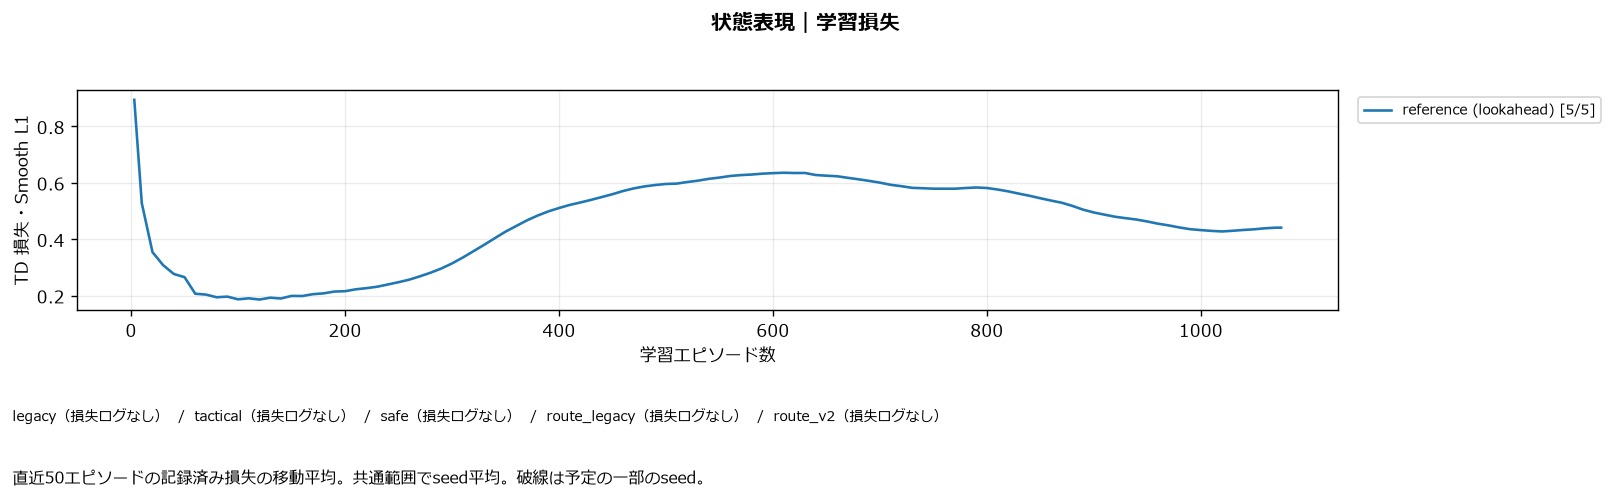 状態表現｜学習損失
reference (lookahead) [5/5]
TD 損失・Smooth L1
0.8
0.6
0.4
0.2
0 200 400 600 800 1000
学習エピソード数
legacy（損失ログなし） / tactical（損失ログなし） / safe（損失ログなし） / route_legacy（損失ログなし） / route_v2（損失ログなし）
直近50エピソードの記録済み損失の移動平均。共通範囲でseed平均。破線は予定の一部のseed。